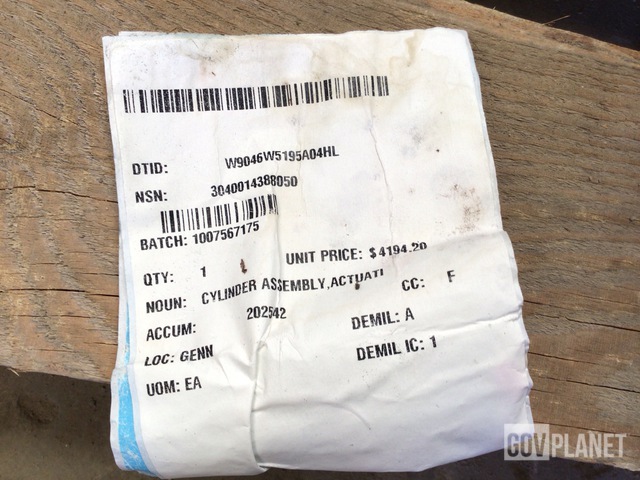 DTID: W9046W5195A04HL
NSN: 3040014388050
BATCH: 1007567175
QTY: 1 UNIT PRICE: $4194.20
NOUN: CYLINDER ASSEMBLY,ACTUATI CC: F
ACCUM: 202542 DEMIL: A
LOC: GENN DEMIL IC: 1
UOM: EA
GOVPLANET